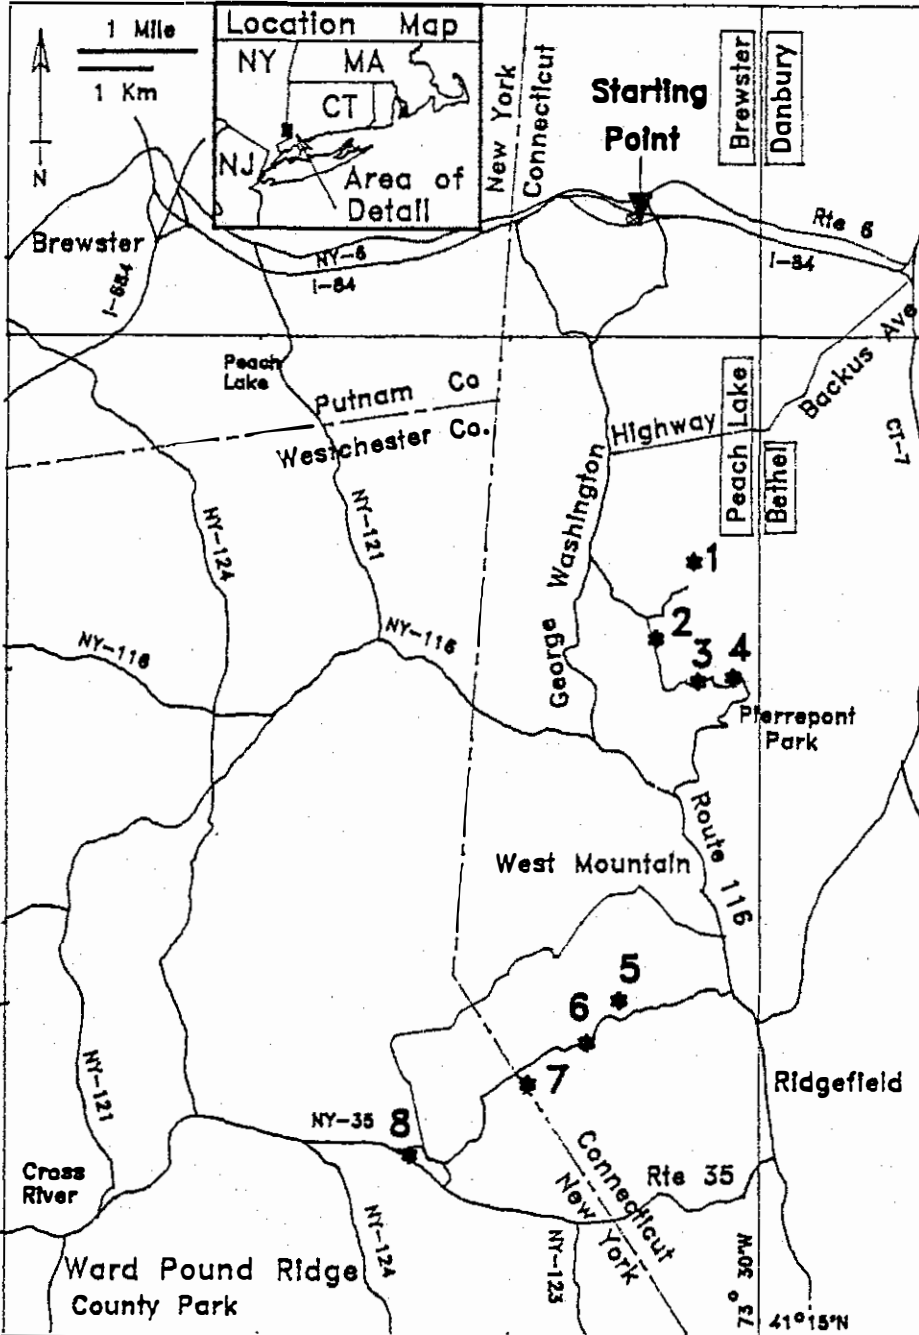 1 Mile
1 Km
N
Location Map
NY
MA
CT
NJ
Area of
Detail
New York
Connecticut
Starting
Point
Brewster
Danbury
Brewster
I-684
NY-6
I-84
Rte 6
I-84
Peach
Lake
Putnam Co
Westchester Co.
Highway
Backus Ave
Peach Lake
Bethel
CT-7
NY-124
NY-121
George Washington
1
2
3
4
NY-116
NY-116
Pierrepont
Park
Route 116
West Mountain
5
6
7
8
NY-121
NY-35
Ridgefield
Cross
River
Connecticut
New York
Rte 35
NY-124
NY-123
Ward Pound Ridge
County Park
73° 30'W
41°15'N